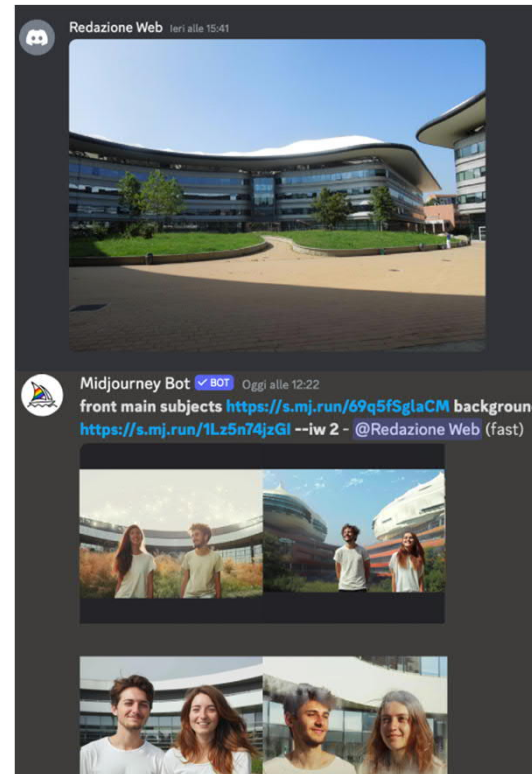 Redazione Web Ieri alle 15:41
Midjourney Bot ✓ BOT Oggi alle 12:22
front main subjects https://s.mj.run/69q5fSglaCM backgroun
https://s.mj.run/1Lz5n74jzGI --iw 2 - @Redazione Web (fast)